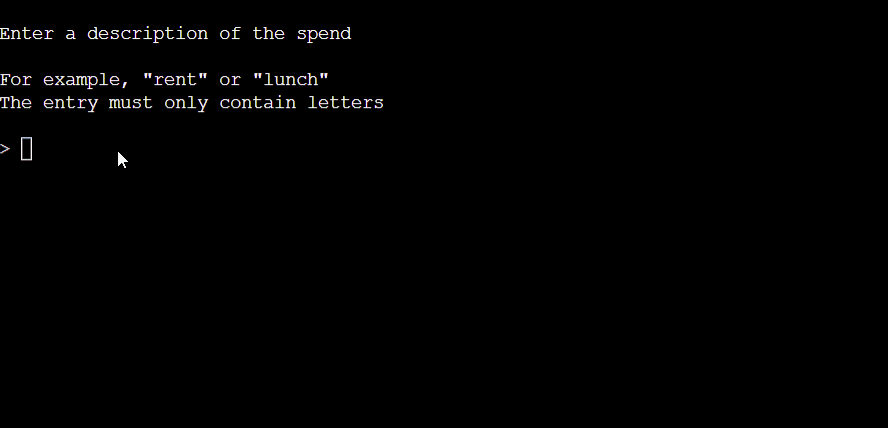 Enter a description of the spend
For example, "rent" or "lunch"
The entry must only contain letters
>